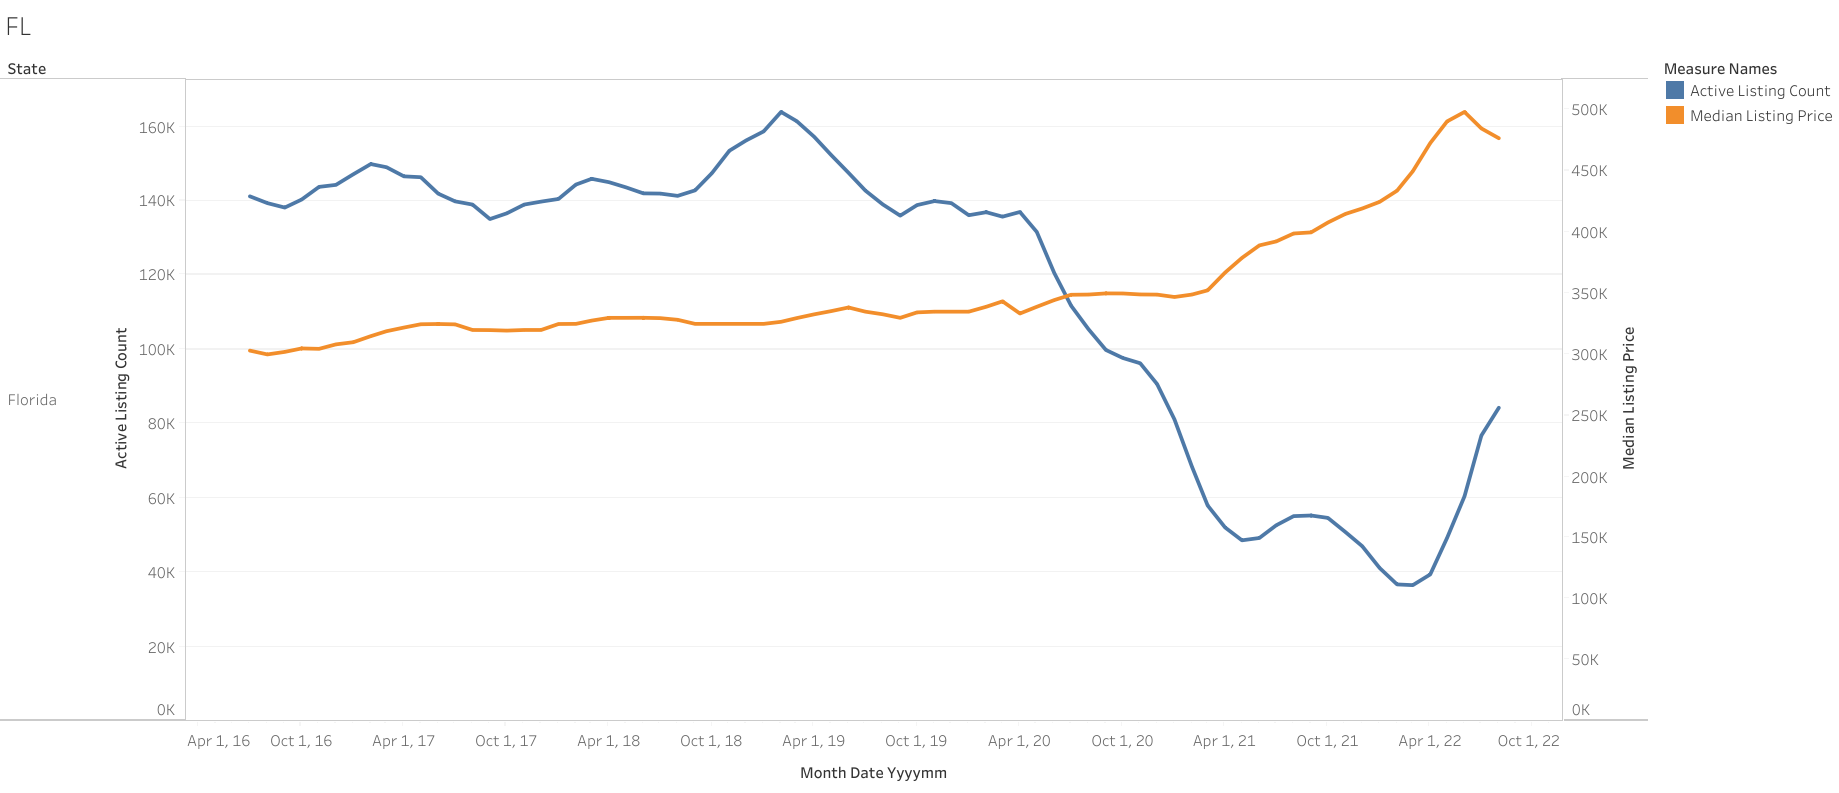 FL
State
Measure Names
Active Listing Count
Median Listing Price
Florida
Active Listing Count
160K
140K
120K
100K
80K
60K
40K
20K
0K
500K
450K
400K
350K
300K
250K
200K
150K
100K
50K
0K
Median Listing Price
Apr 1, 16 Oct 1, 16 Apr 1, 17 Oct 1, 17 Apr 1, 18 Oct 1, 18 Apr 1, 19 Oct 1, 19 Apr 1, 20 Oct 1, 20 Apr 1, 21 Oct 1, 21 Apr 1, 22 Oct 1, 22
Month Date Yyyymm